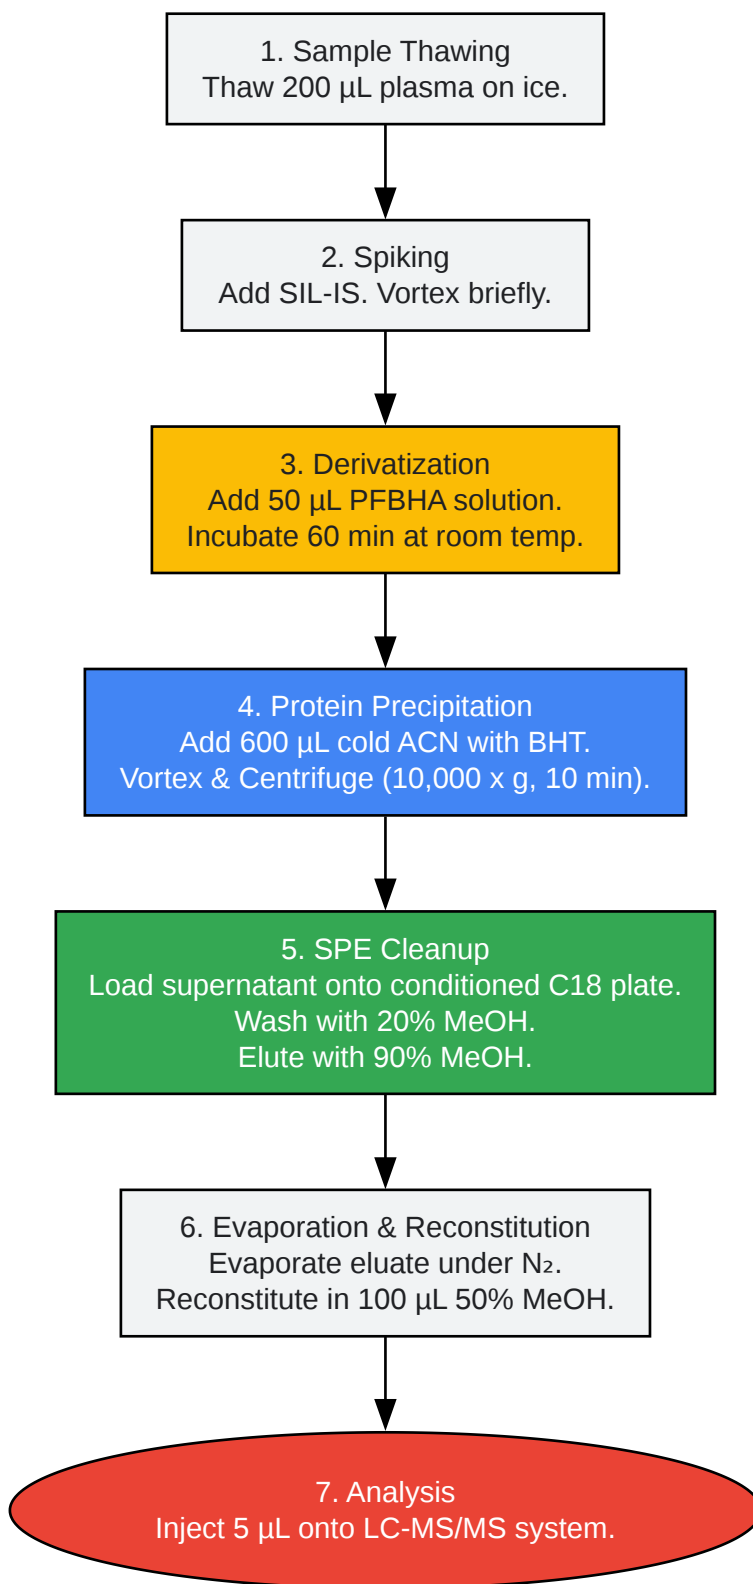 1. Sample Thawing
Thaw 200 µL plasma on ice.
2. Spiking
Add SIL-IS. Vortex briefly.
3. Derivatization
Add 50 µL PFBHA solution.
Incubate 60 min at room temp.
4. Protein Precipitation
Add 600 µL cold ACN with BHT.
Vortex & Centrifuge (10,000 x g, 10 min).
5. SPE Cleanup
Load supernatant onto conditioned C18 plate.
Wash with 20% MeOH.
Elute with 90% MeOH.
6. Evaporation & Reconstitution
Evaporate eluate under N₂.
Reconstitute in 100 µL 50% MeOH.
7. Analysis
Inject 5 µL onto LC-MS/MS system.